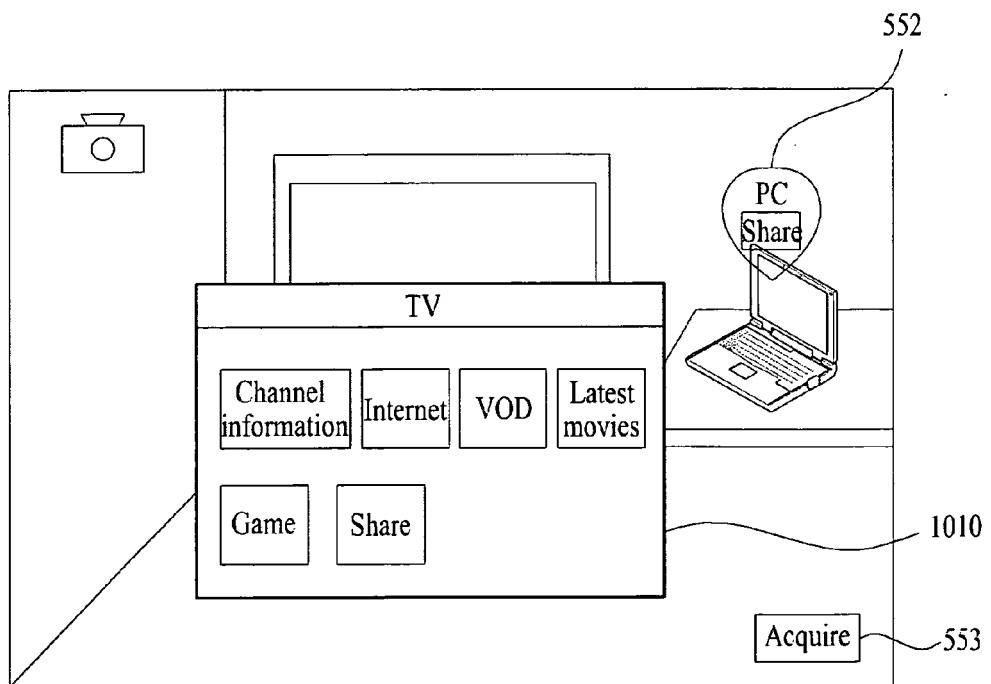 552
PC
Share
TV
Channel
information
Internet
VOD
Latest
movies
Game
Share
1010
Acquire
553